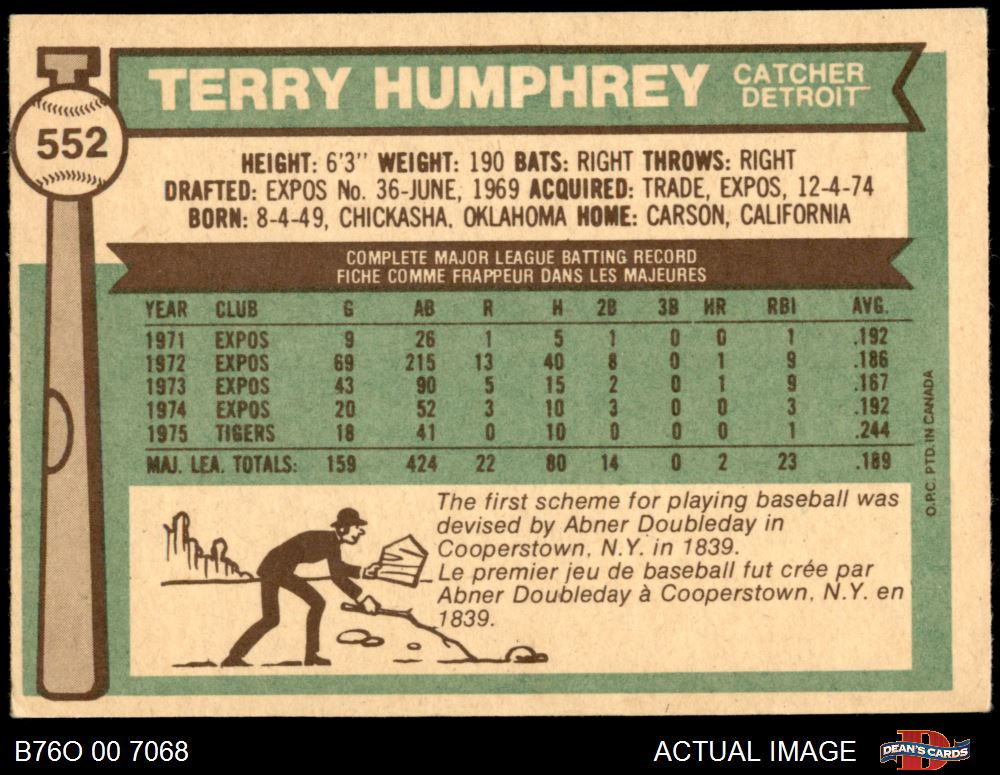 TERRY HUMPHREY CATCHER
DETROIT
552
HEIGHT: 6'3" WEIGHT: 190 BATS: RIGHT THROWS: RIGHT
DRAFTED: EXPOS No. 36-JUNE, 1969 ACQUIRED: TRADE, EXPOS, 12-4-74
BORN: 8-4-49, CHICKASHA, OKLAHOMA HOME: CARSON, CALIFORNIA
COMPLETE MAJOR LEAGUE BATTING RECORD
FICHE COMME FRAPPEUR DANS LES MAJEURES
YEAR CLUB G AB R H 2B 3B HR RBI AVG.
1971 EXPOS 9 26 1 5 1 0 0 1 .192
1972 EXPOS 69 215 13 40 8 0 1 9 .186
1973 EXPOS 43 90 5 15 2 0 1 9 .167
1974 EXPOS 20 52 3 10 3 0 0 3 .192
1975 TIGERS 18 41 0 10 0 0 0 1 .244
MAJ. LEA. TOTALS: 159 424 22 80 14 0 2 23 .189
O.P.C. PTD. IN CANADA
The first scheme for playing baseball was
devised by Abner Doubleday in
Cooperstown, N.Y. in 1839.
Le premier jeu de baseball fut crée par
Abner Doubleday à Cooperstown, N.Y. en
1839.
B76O 00 7068
ACTUAL IMAGE
D
DEAN'S CARDS